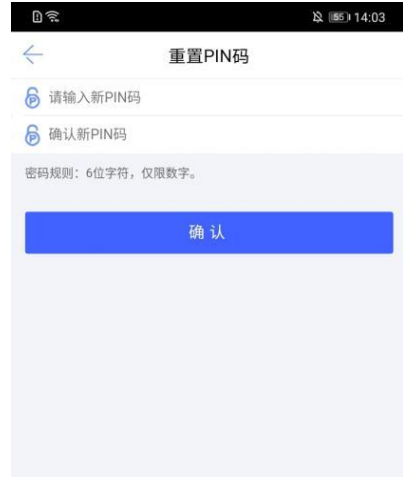 55 14:03
重置PIN码
请输入新PIN码
确认新PIN码
密码规则：6位字符，仅限数字。
确 认